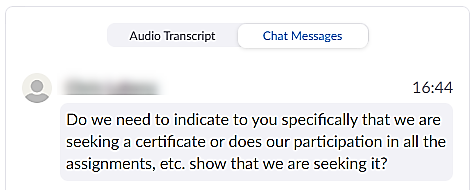 Audio Transcript
Chat Messages
16:44
Do we need to indicate to you specifically that we are
seeking a certificate or does our participation in all the
assignments, etc. show that we are seeking it?